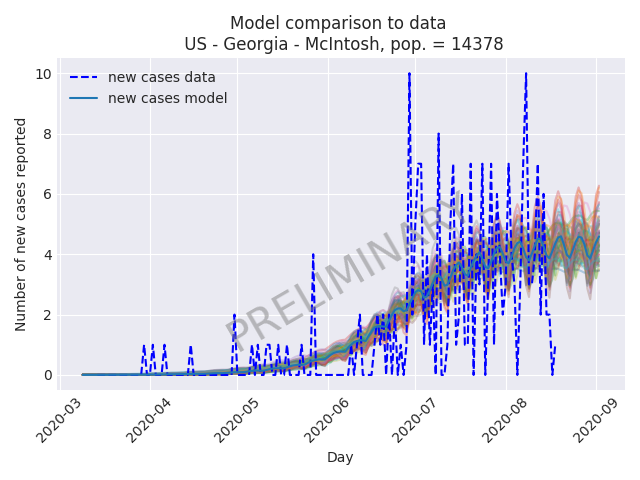 Model comparison to data
US - Georgia - McIntosh, pop. = 14378
new cases data
new cases model
Number of new cases reported
10
8
6
4
2
0
PRELIMINARY
2020-03
2020-04
2020-05
2020-06
2020-07
2020-08
2020-09
Day